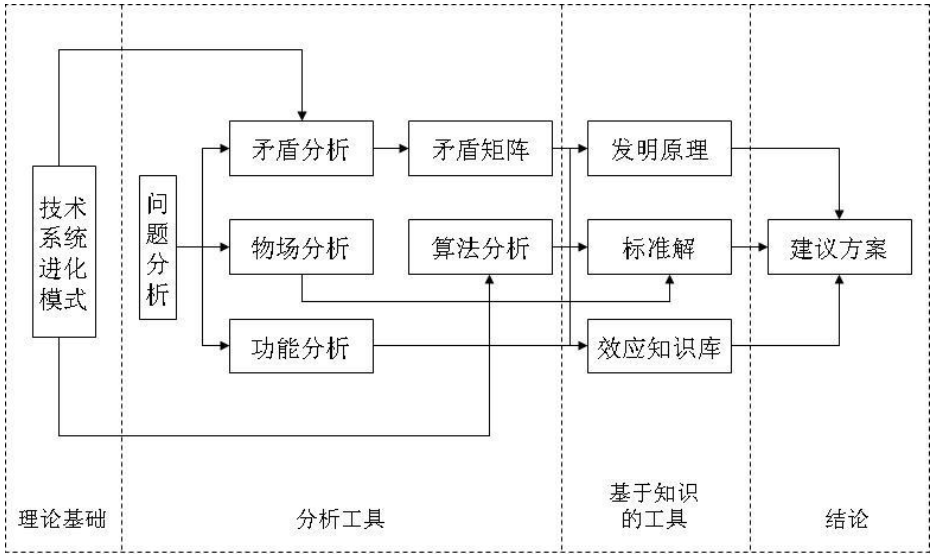 矛盾分析
矛盾矩阵
发明原理
技术
系统
进化
模式
问
题
分
析
物场分析
算法分析
标准解
建议方案
功能分析
效应知识库
理论基础
分析工具
基于知识
的工具
结论